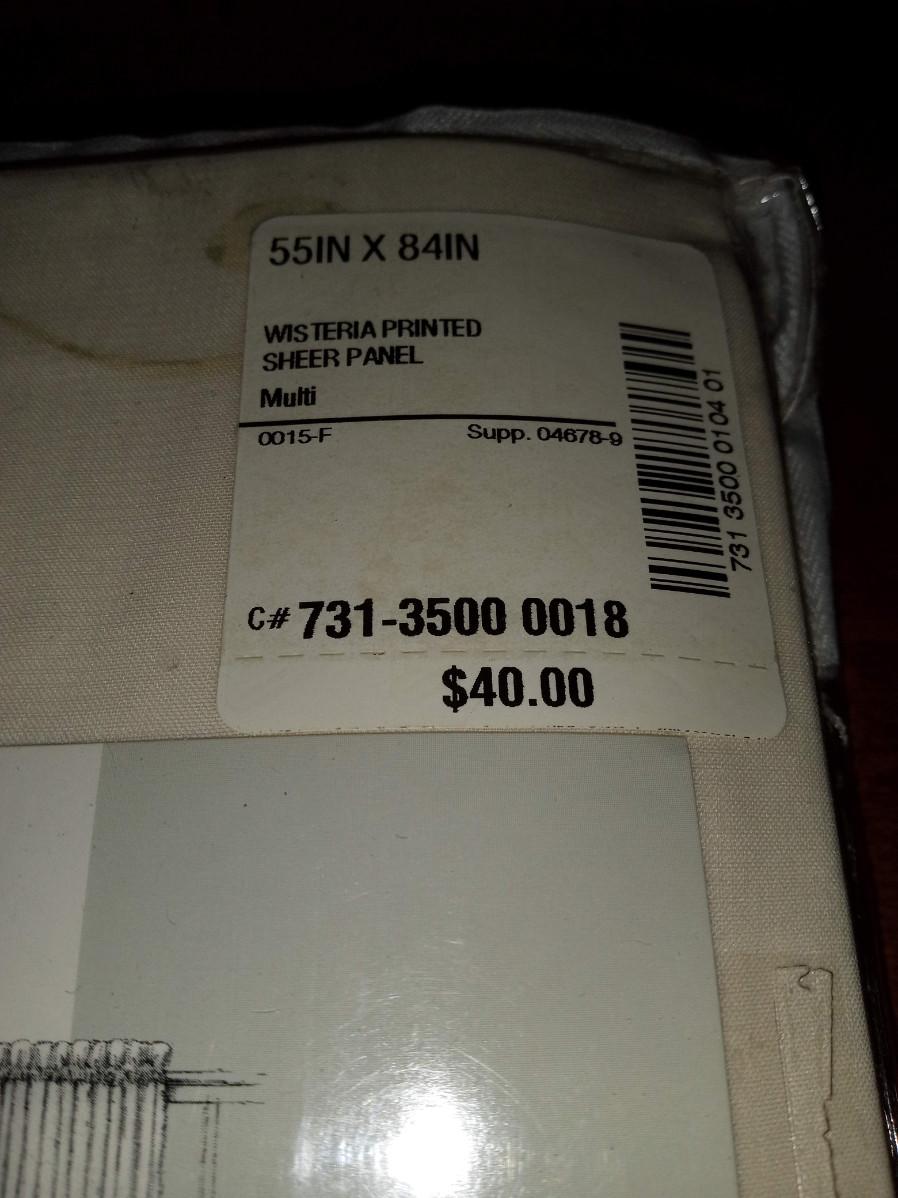 55IN X 84IN
WISTERIA PRINTED
SHEER PANEL
Multi
0015-F Supp. 04678-9
731 3500 0104 01
C# 731-3500 0018
$40.00